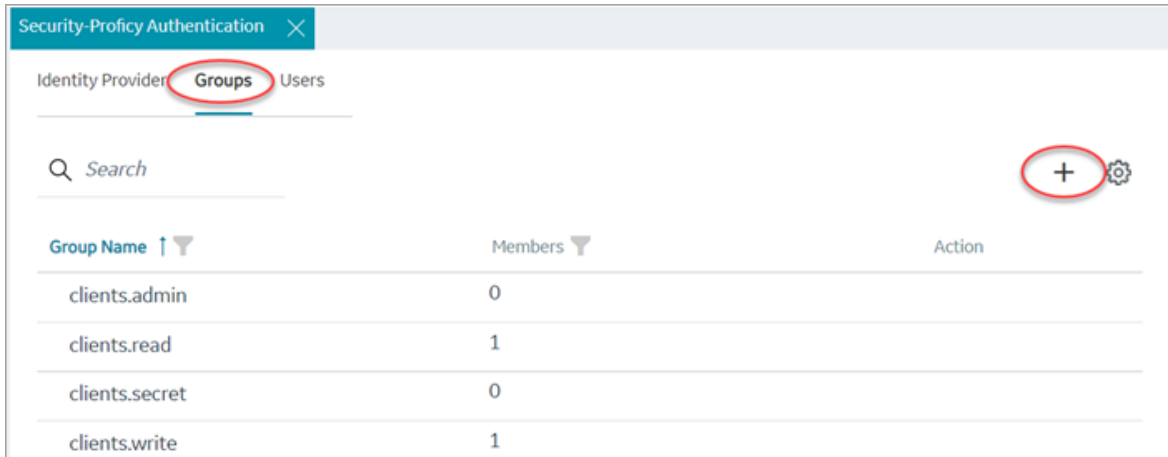 Security-Proficy Authentication
Identity Provider Groups Users
Search
Group Name Members Action
clients.admin 0
clients.read 1
clients.secret 0
clients.write 1